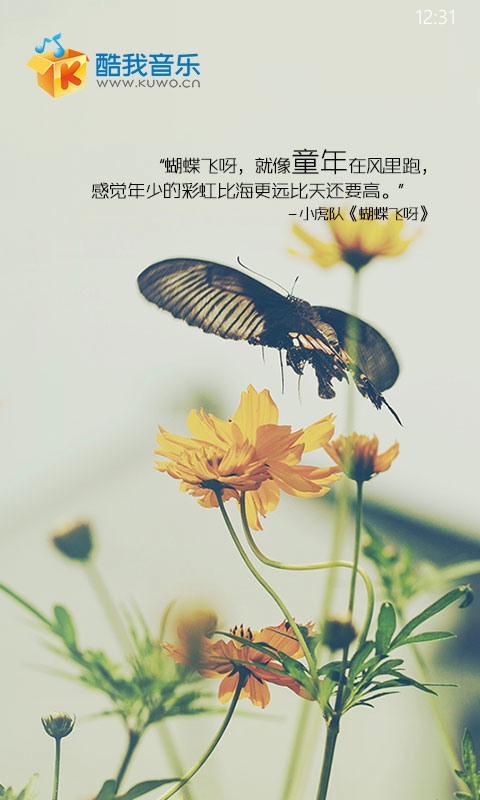 12:31
酷我音乐
www.kuwo.cn
“蝴蝶飞呀，就像童年在风里跑，
感觉年少的彩虹比海更远比天还要高。”
－小虎队《蝴蝶飞呀》